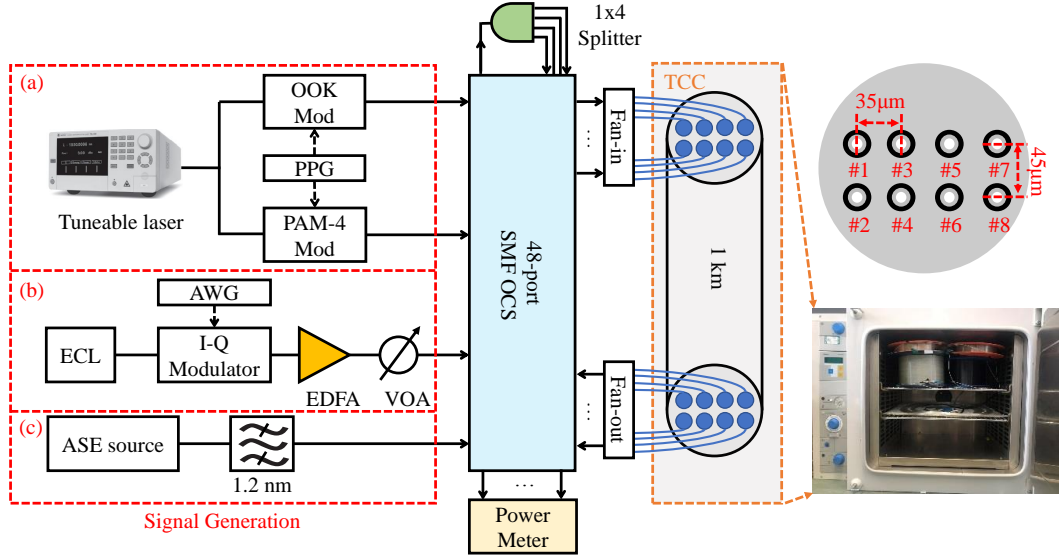 1x4
Splitter
(a)
OOK
Mod
PPG
PAM-4
Mod
Tuneable laser
(b)
AWG
ECL
I-Q
Modulator
EDFA
VOA
(c)
ASE source
1.2 nm
Signal Generation
48-port
SMF OCS
...
Power
Meter
Fan-in
...
Fan-out
...
TCC
1 km
35μm
45μm
#1 #3 #5 #7
#2 #4 #6 #8